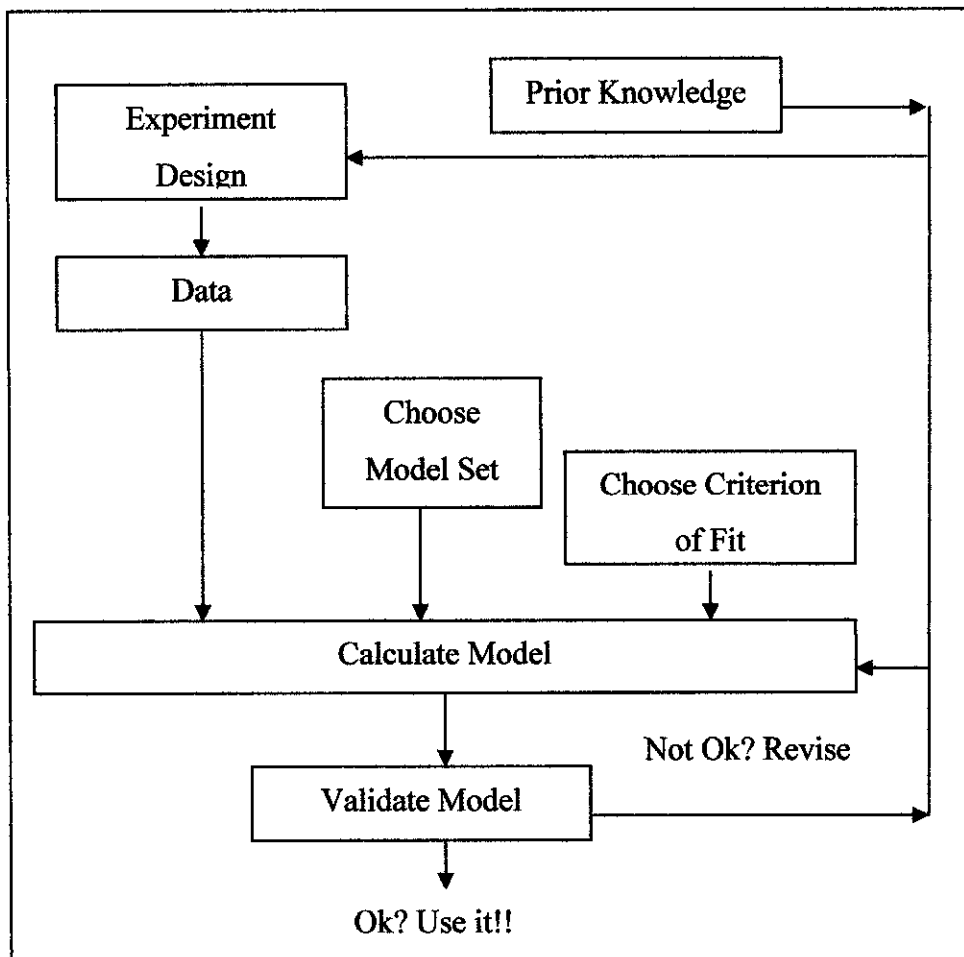 Prior Knowledge
Experiment
Design
Data
Choose
Model Set
Choose Criterion
of Fit
Calculate Model
Not Ok? Revise
Validate Model
Ok? Use it!!